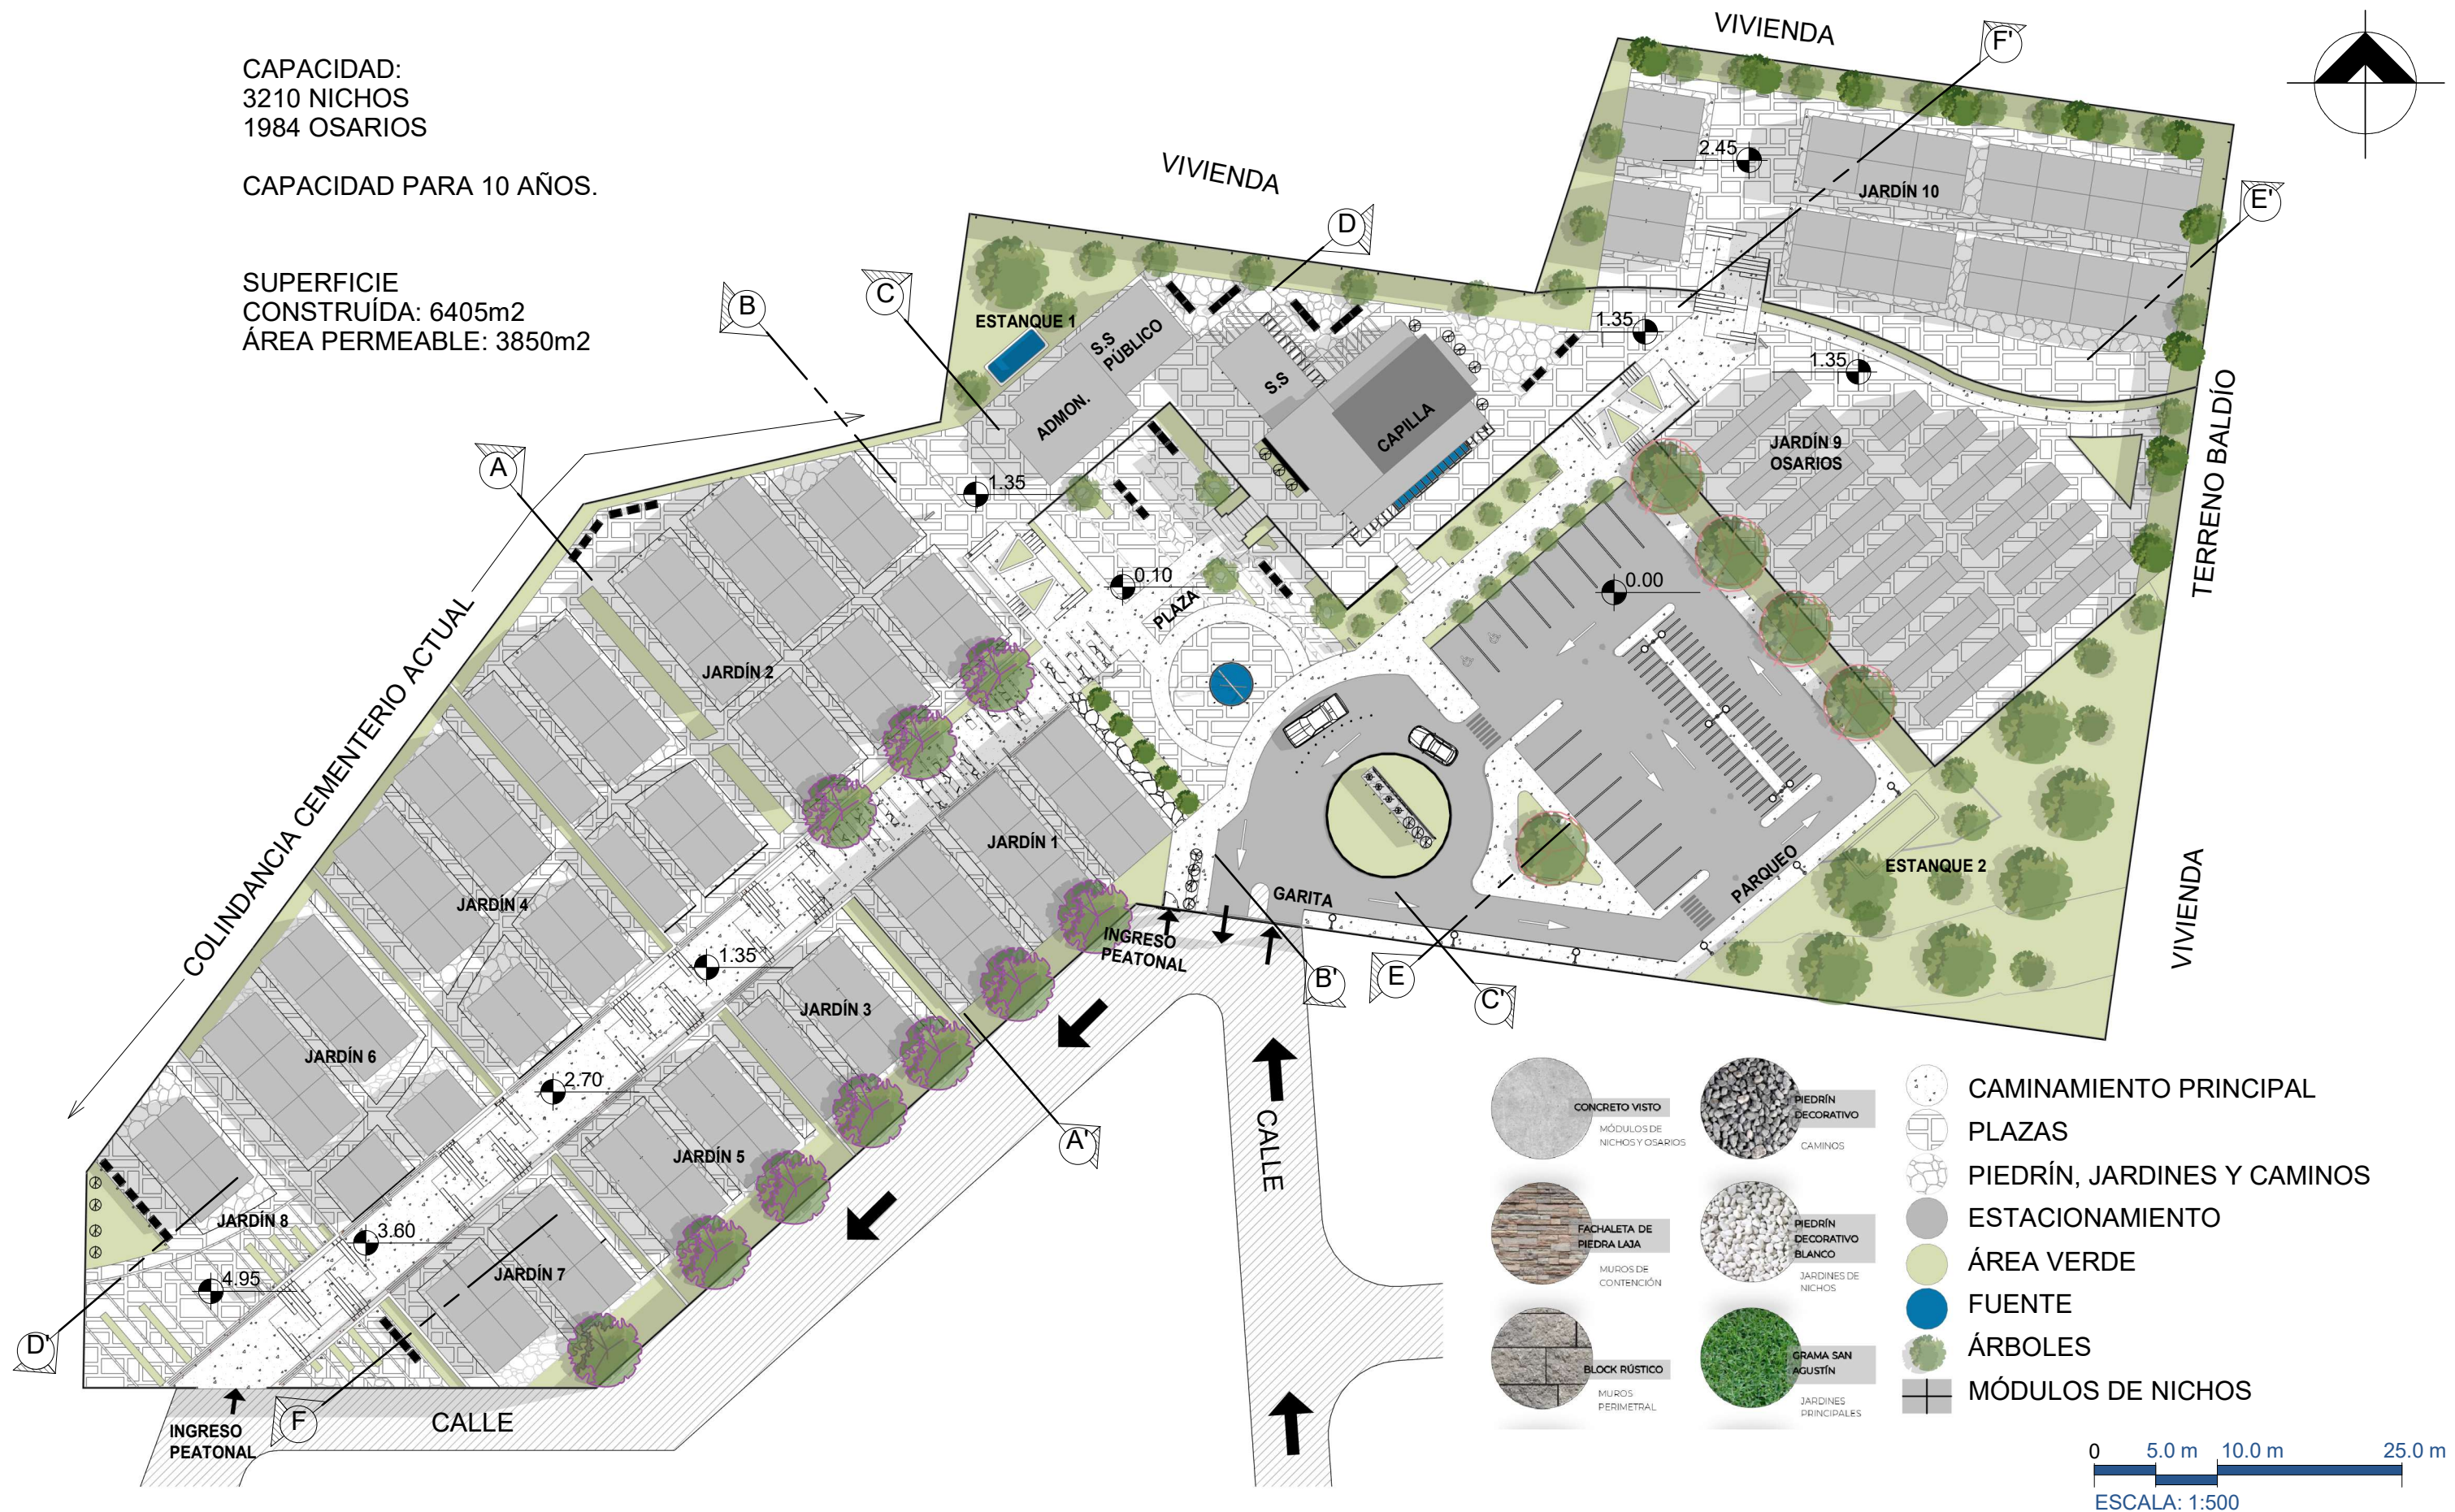 CAPACIDAD:
3210 NICHOS
1984 OSARIOS
CAPACIDAD PARA 10 AÑOS.
SUPERFICIE
CONSTRUÍDA: 6405m2
ÁREA PERMEABLE: 3850m2
VIVIENDA
F'
VIVIENDA
2.45
JARDÍN 10
E'
D
C
B
ESTANQUE 1
S.S
PÚBLICO
ADMON.
S.S
CAPILLA
1.35
1.35
JARDÍN 9
OSARIOS
TERRENO BALDÍO
A
1.35
0.10
PLAZA
0.00
COLINDANCIA CEMENTERIO ACTUAL
JARDÍN 2
JARDÍN 1
JARDÍN 4
GARITA
PARQUEO
ESTANQUE 2
VIVIENDA
INGRESO
PEATONAL
B'
E
C'
1.35
JARDÍN 3
JARDÍN 6
2.70
JARDÍN 5
A'
CALLE
JARDÍN 8
3.60
4.95
JARDÍN 7
D'
F
INGRESO
PEATONAL
CALLE
CONCRETO VISTO
MÓDULOS DE
NICHOS Y OSARIOS
PIEDRÍN
DECORATIVO
CAMINOS
FACHALETA DE
PIEDRA LAJA
MUROS DE
CONTENCIÓN
PIEDRÍN
DECORATIVO
BLANCO
JARDINES DE
NICHOS
BLOCK RÚSTICO
MUROS
PERIMETRAL
GRAMA SAN
AGUSTÍN
JARDINES
PRINCIPALES
CAMINAMIENTO PRINCIPAL
PLAZAS
PIEDRÍN, JARDINES Y CAMINOS
ESTACIONAMIENTO
ÁREA VERDE
FUENTE
ÁRBOLES
MÓDULOS DE NICHOS
0 5.0 m 10.0 m 25.0 m
ESCALA: 1:500